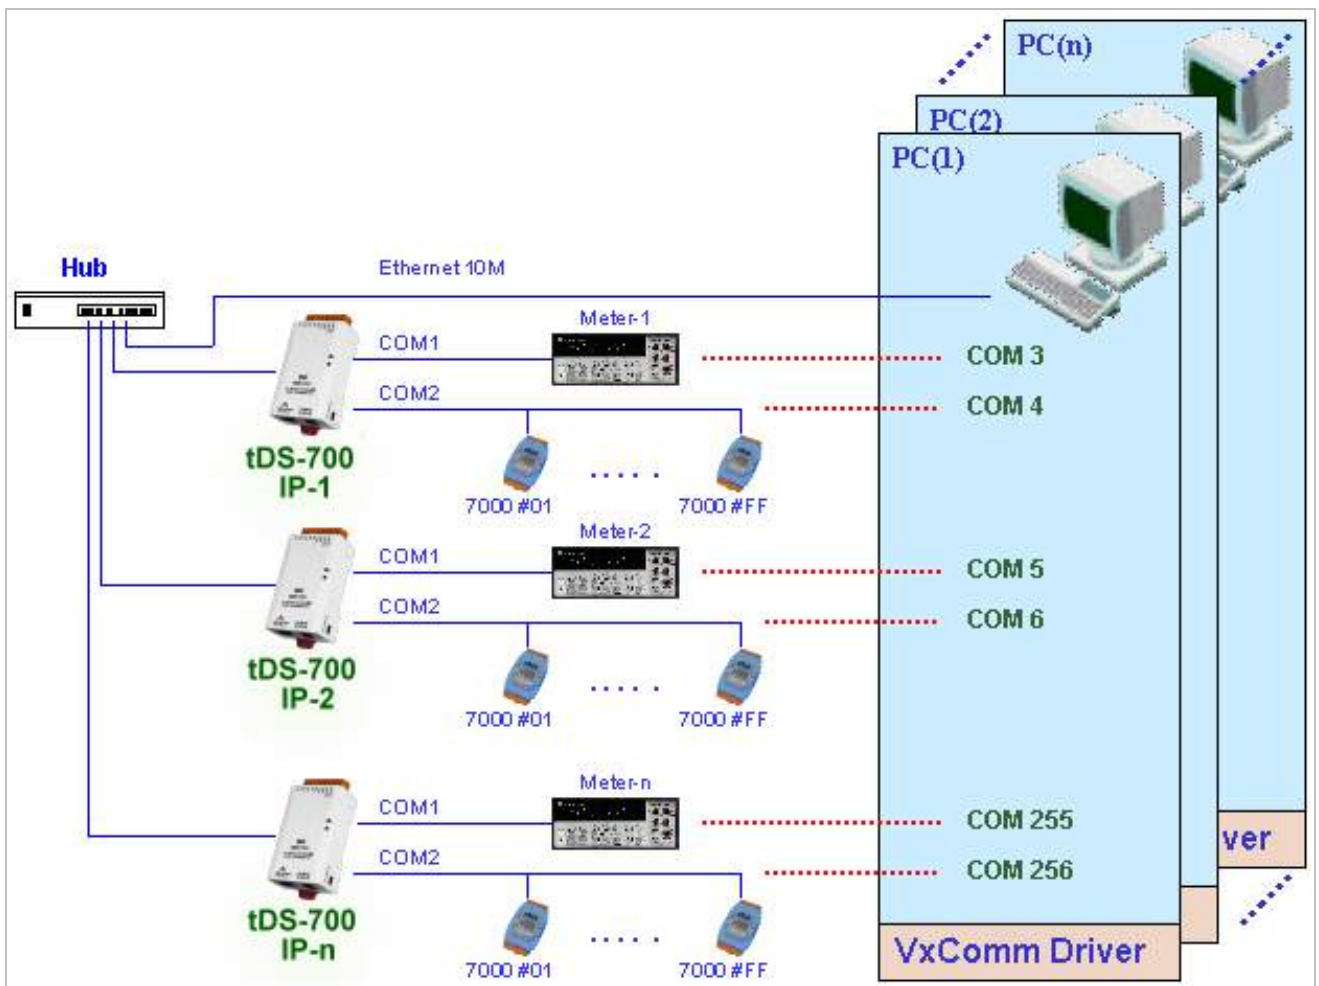 PC(n)
PC(2)
PC(1)
Hub
Ethernet 10M
Meter-1
COM1
COM 3
COM2
COM 4
tDS-700
IP-1
7000 #01
7000 #FF
Meter-2
COM1
COM 5
COM2
COM 6
tDS-700
IP-2
7000 #01
7000 #FF
Meter-n
COM1
COM 255
COM2
COM 256
tDS-700
IP-n
7000 #01
7000 #FF
ver
VxComm Driver